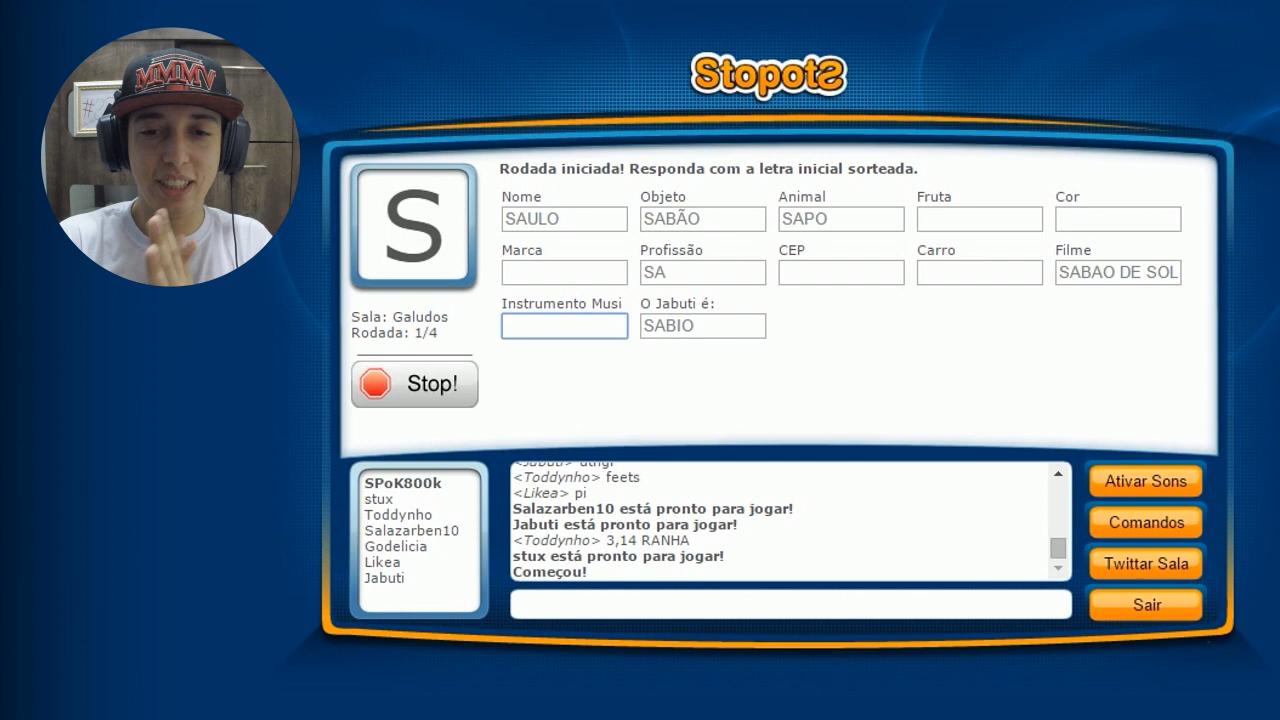 StopotS
MMMV
S
Rodada iniciada! Responda com a letra inicial sorteada.
Nome Objeto Animal Fruta Cor
SAULO SABÃO SAPO
Marca Profissão CEP Carro Filme
SA SABAO DE SOL
Instrumento Musi O Jabuti é:
SABIO
Sala: Galudos
Rodada: 1/4
Stop!
SPoK800k
stux
Toddynho
Salazarben10
Godelicia
Likea
Jabuti
<Toddynho> feets
<Likea> pi
Salazarben10 está pronto para jogar!
Jabuti está pronto para jogar!
<Toddynho> 3,14 RANHA
stux está pronto para jogar!
Começou!
Ativar Sons
Comandos
Twittar Sala
Sair